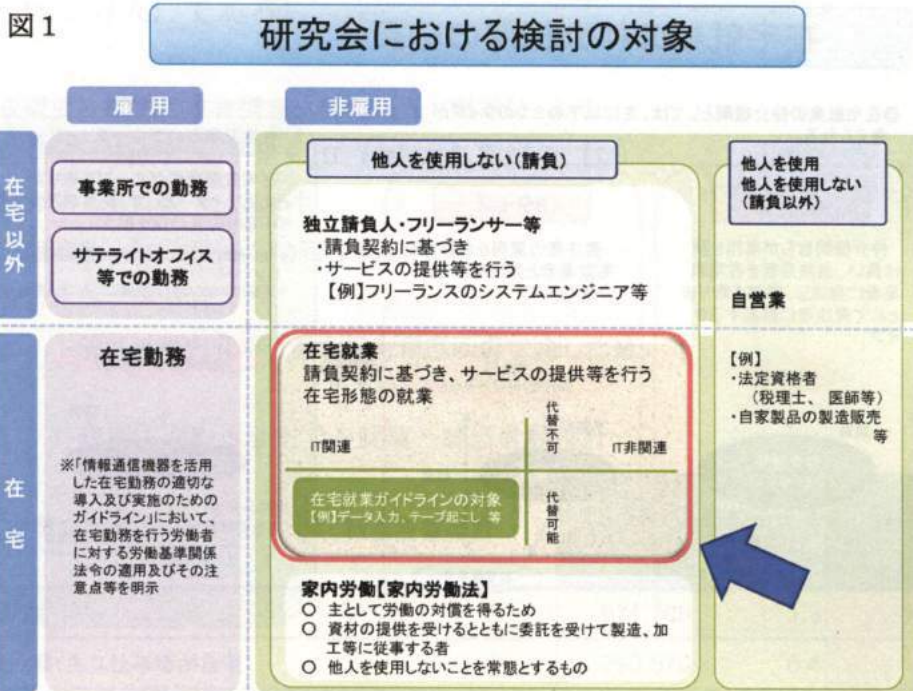 図1
研究会における検討の対象
雇用
非雇用
在宅以外
事業所での勤務
サテライトオフィス
等での勤務
他人を使用しない(請負)
独立請負人・フリーランサー等
・請負契約に基づき
・サービスの提供等を行う
【例】フリーランスのシステムエンジニア等
他人を使用
他人を使用しない
(請負以外)
自営業
在宅
在宅勤務
※「情報通信機器を活用
した在宅勤務の適切な
導入及び実施のための
ガイドライン」において、
在宅勤務を行う労働者
に対する労働基準関係
法令の適用及びその注
意点等を明示
在宅就業
請負契約に基づき、サービスの提供等を行う
在宅形態の就業
代替不可
IT関連
IT非関連
在宅就業ガイドラインの対象
【例】データ入力、テープ起こし 等
代替可能
【例】
・法定資格者
(税理士、医師等)
・自家製品の製造販売
等
家内労働【家内労働法】
○ 主として労働の対償を得るため
○ 資材の提供を受けるとともに委託を受けて製造、加
工等に従事する者
○ 他人を使用しないことを常態とするもの